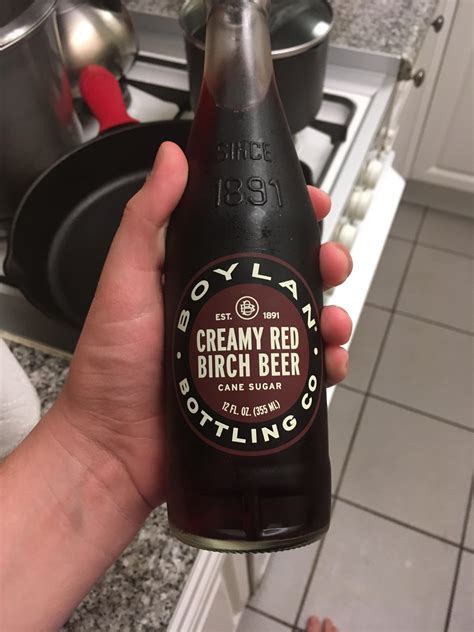 SINCE
1891
BOYLAN
EST. 1891
CREAMY RED
BIRCH BEER
CANE SUGAR
12 FL. OZ. (355 ML)
BOTTLING CO